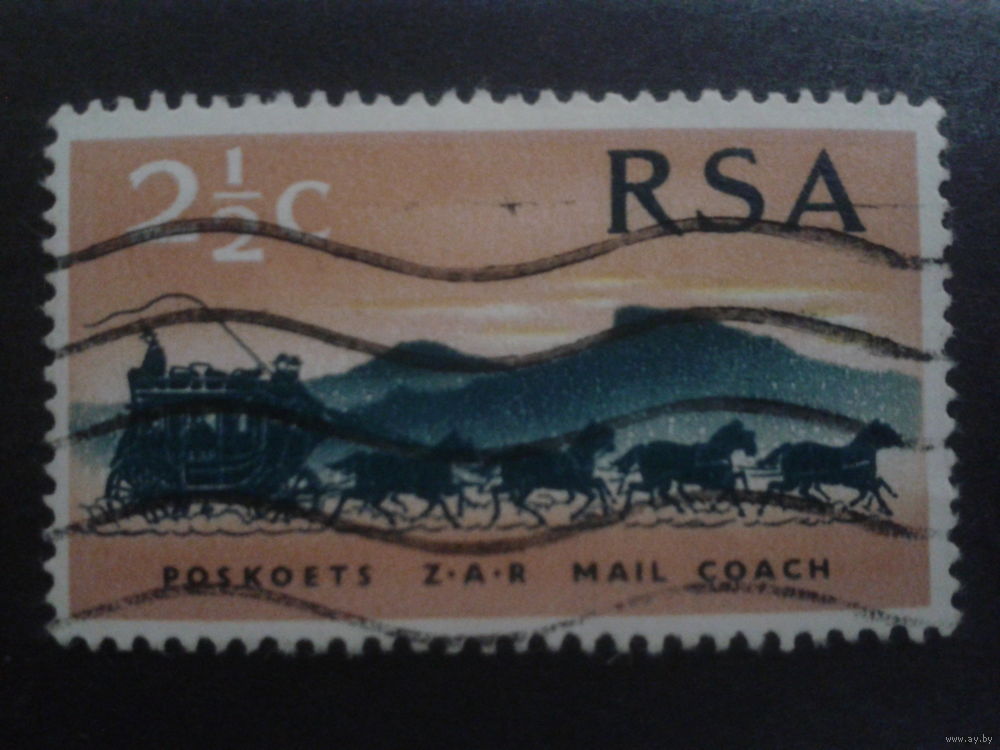 2½c RSA
POSKOETS Z·A·R MAIL COACH
www.ay.by